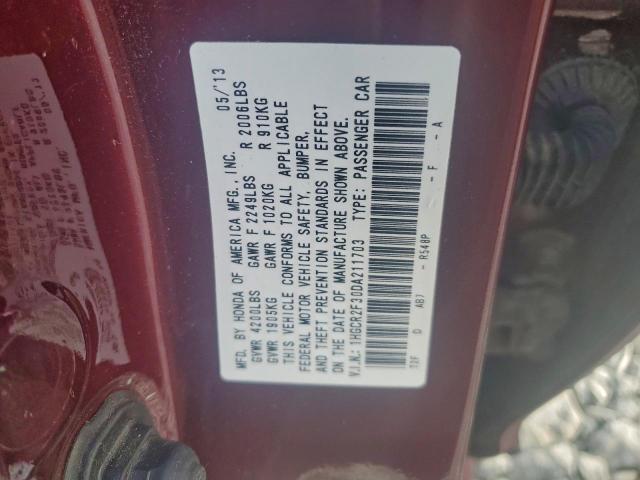 MFD. BY HONDA OF AMERICA MFG., INC. 05/'13
GVWR 4200LBS GAWR F 2249LBS R 2006LBS
GVWR 1905KG GAWR F 1020KG R 910KG
THIS VEHICLE CONFORMS TO ALL APPLICABLE
FEDERAL MOTOR VEHICLE SAFETY, BUMPER,
AND THEFT PREVENTION STANDARDS IN EFFECT
ON THE DATE OF MANUFACTURE SHOWN ABOVE.
V.I.N.: 1HGCR2F30DA211703 TYPE: PASSENGER CAR
T2F D AB7 - R548P - F - A